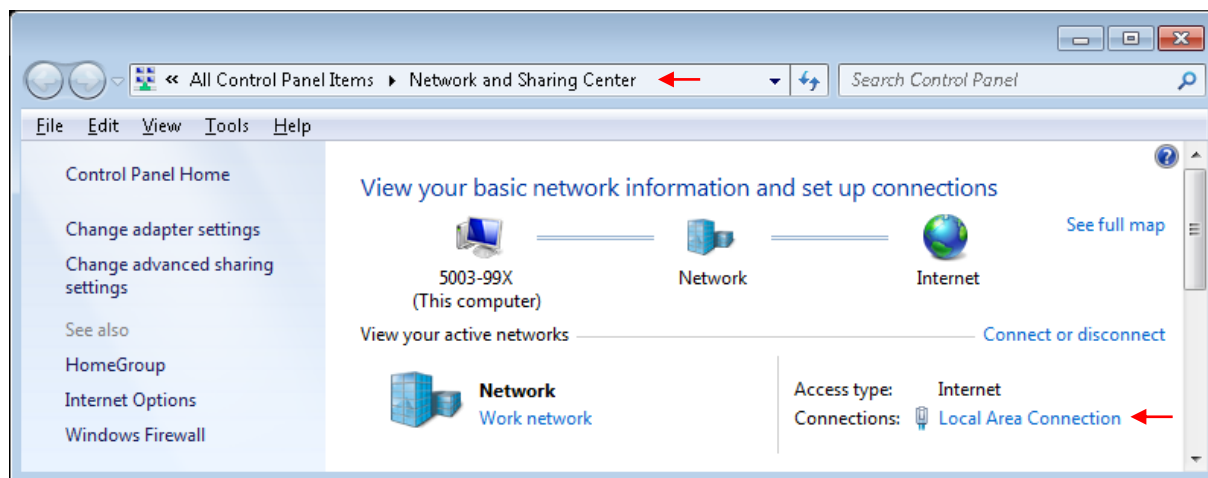 « All Control Panel Items Network and Sharing Center
Search Control Panel
File Edit View Tools Help
Control Panel Home
Change adapter settings
Change advanced sharing
settings
See also
HomeGroup
Internet Options
Windows Firewall
View your basic network information and set up connections
See full map
5003-99X
(This computer)
Network
Internet
View your active networks
Connect or disconnect
Network
Work network
Access type: Internet
Connections: Local Area Connection